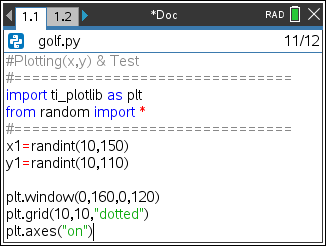 1.1 1.2 *Doc RAD
golf.py 11/12
#Plotting(x,y) & Test
#================================
import ti_plotlib as plt
from random import *
#================================
x1=randint(10,150)
y1=randint(10,110)
plt.window(0,160,0,120)
plt.grid(10,10,"dotted")
plt.axes("on")